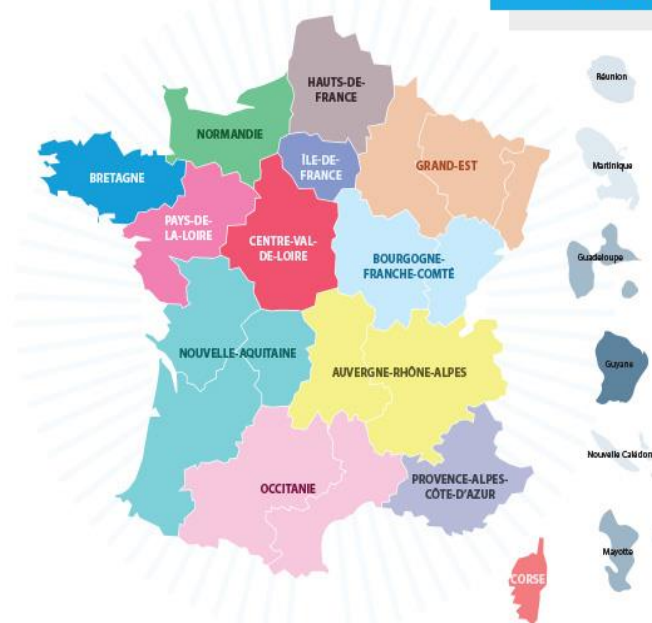 HAUTS-DE-
FRANCE
NORMANDIE
ÎLE-DE-
FRANCE
GRAND-EST
BRETAGNE
PAYS-DE-
LA-LOIRE
CENTRE-VAL-
DE-LOIRE
BOURGOGNE-
FRANCHE-COMTÉ
NOUVELLE-AQUITAINE
AUVERGNE-RHÔNE-ALPES
OCCITANIE
PROVENCE-ALPES-
CÔTE-D'AZUR
CORSE
Réunion
Martinique
Guadeloupe
Guyane
Nouvelle Calédon
Mayotte